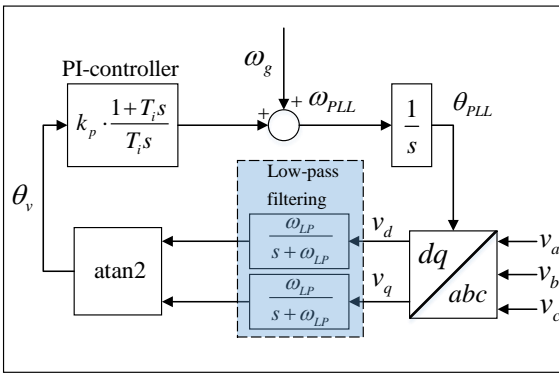 PI-controller
k_p · (1 + T_i s) / (T_i s)
ω_g
+
+
ω_PLL
1 / s
θ_PLL
θ_v
Low-pass
filtering
ω_LP / (s + ω_LP)
ω_LP / (s + ω_LP)
atan2
v_d
v_q
dq
abc
v_a
v_b
v_c